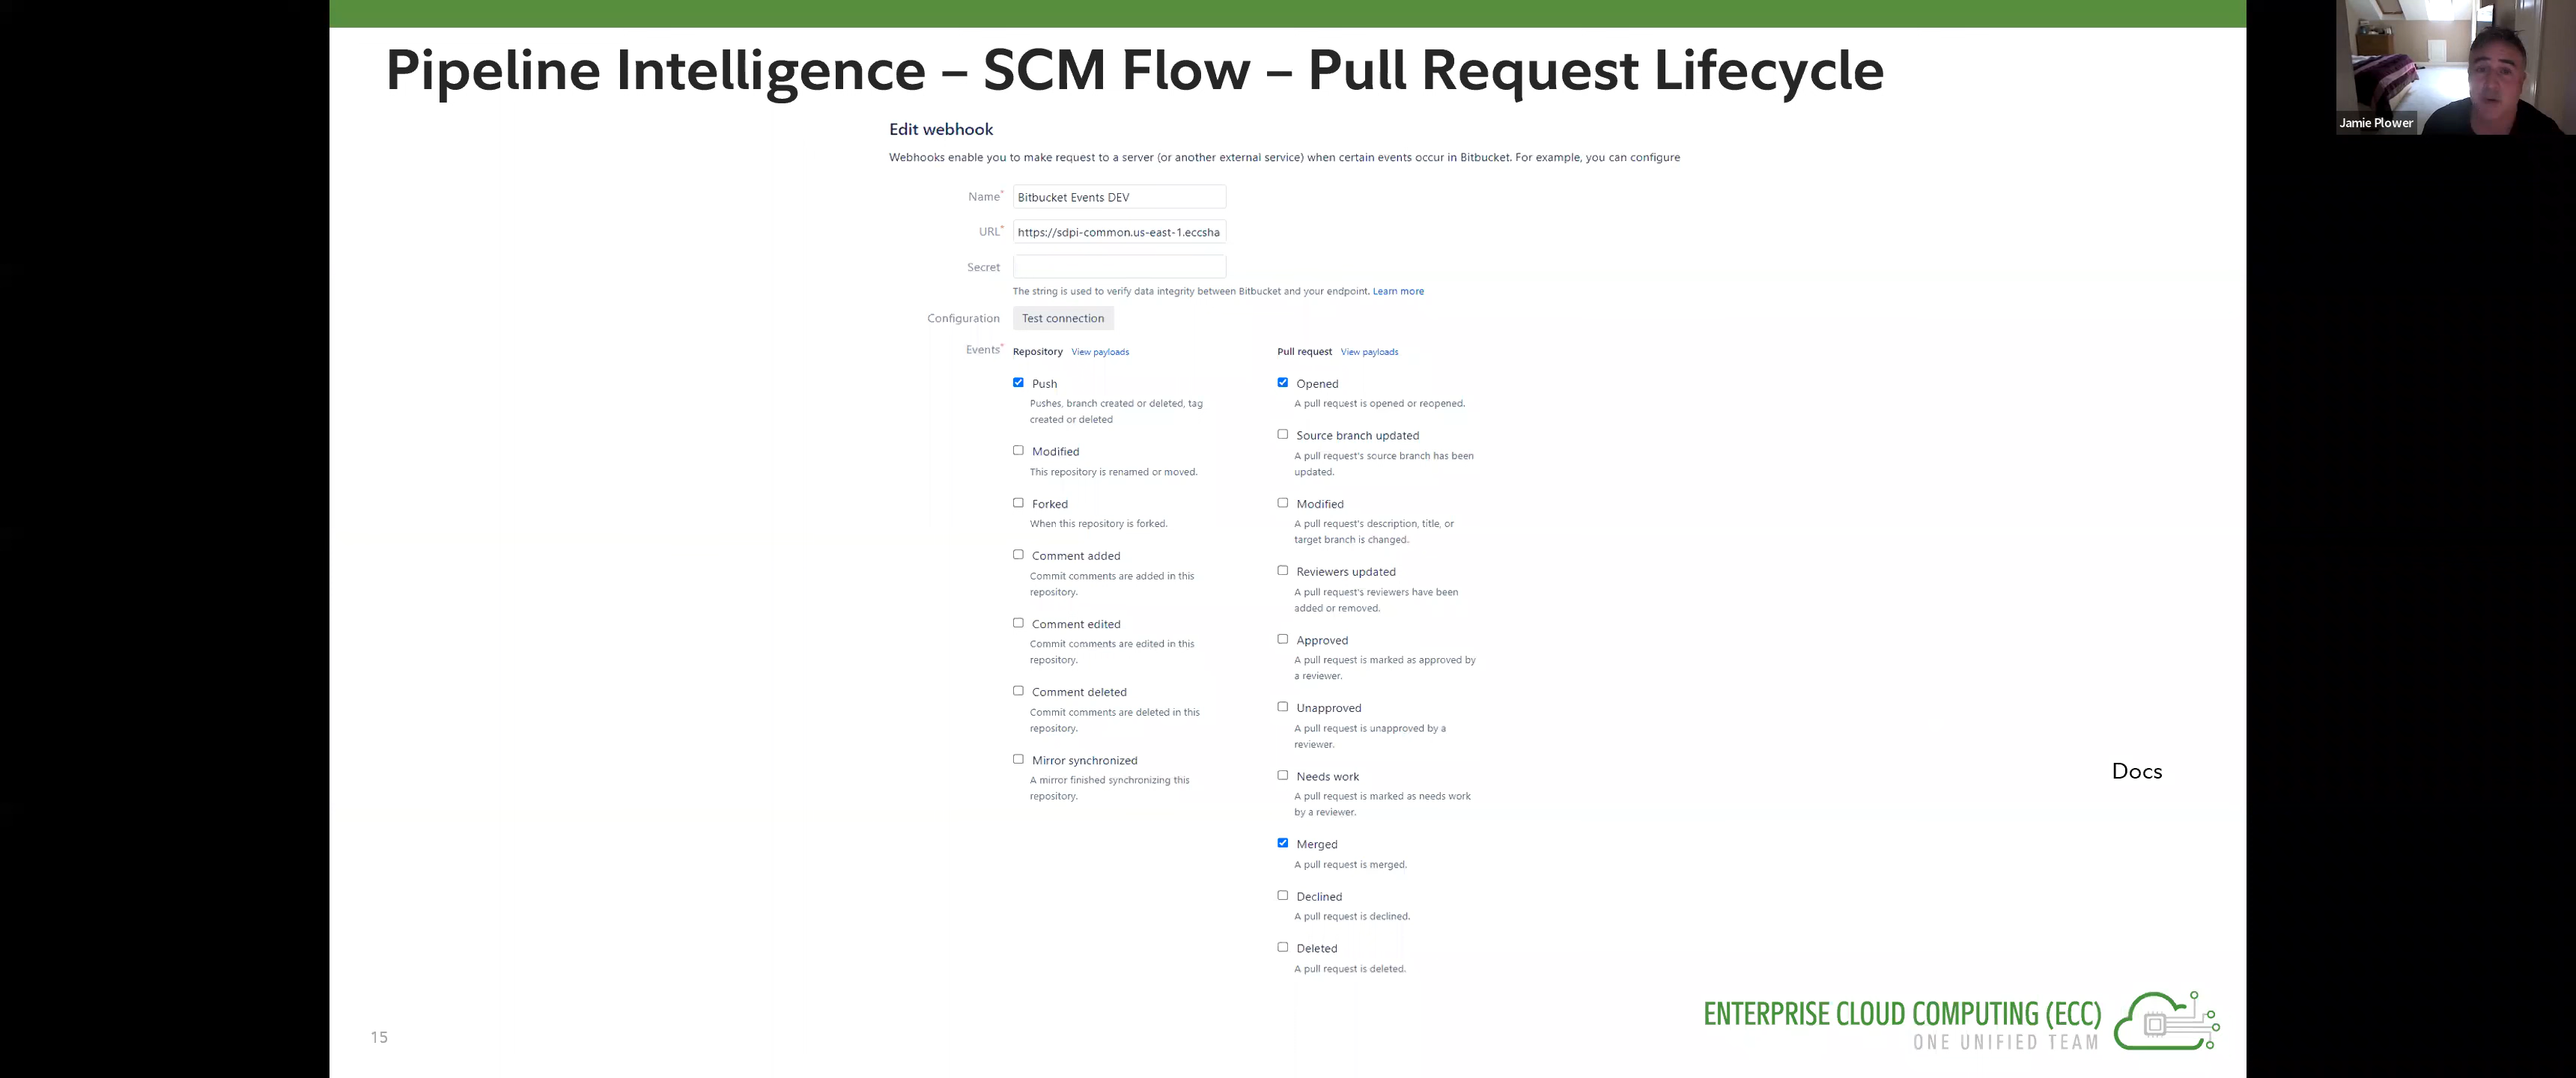 Pipeline Intelligence – SCM Flow – Pull Request Lifecycle
Jamie Plower
Edit webhook
Webhooks enable you to make request to a server (or another external service) when certain events occur in Bitbucket. For example, you can configure
Name* Bitbucket Events DEV
URL* https://sdpi-common.us-east-1.eccsha
Secret
The string is used to verify data integrity between Bitbucket and your endpoint. Learn more
Configuration Test connection
Events* Repository View payloads
Push
Pushes, branch created or deleted, tag
created or deleted
Modified
This repository is renamed or moved.
Forked
When this repository is forked.
Comment added
Commit comments are added in this
repository.
Comment edited
Commit comments are edited in this
repository.
Comment deleted
Commit comments are deleted in this
repository.
Mirror synchronized
A mirror finished synchronizing this
repository.
Pull request View payloads
Opened
A pull request is opened or reopened.
Source branch updated
A pull request's source branch has been
updated.
Modified
A pull request's description, title, or
target branch is changed.
Reviewers updated
A pull request's reviewers have been
added or removed.
Approved
A pull request is marked as approved by
a reviewer.
Unapproved
A pull request is unapproved by a
reviewer.
Needs work
A pull request is marked as needs work
by a reviewer.
Merged
A pull request is merged.
Declined
A pull request is declined.
Deleted
A pull request is deleted.
Docs
15
ENTERPRISE CLOUD COMPUTING (ECC)
ONE UNIFIED TEAM